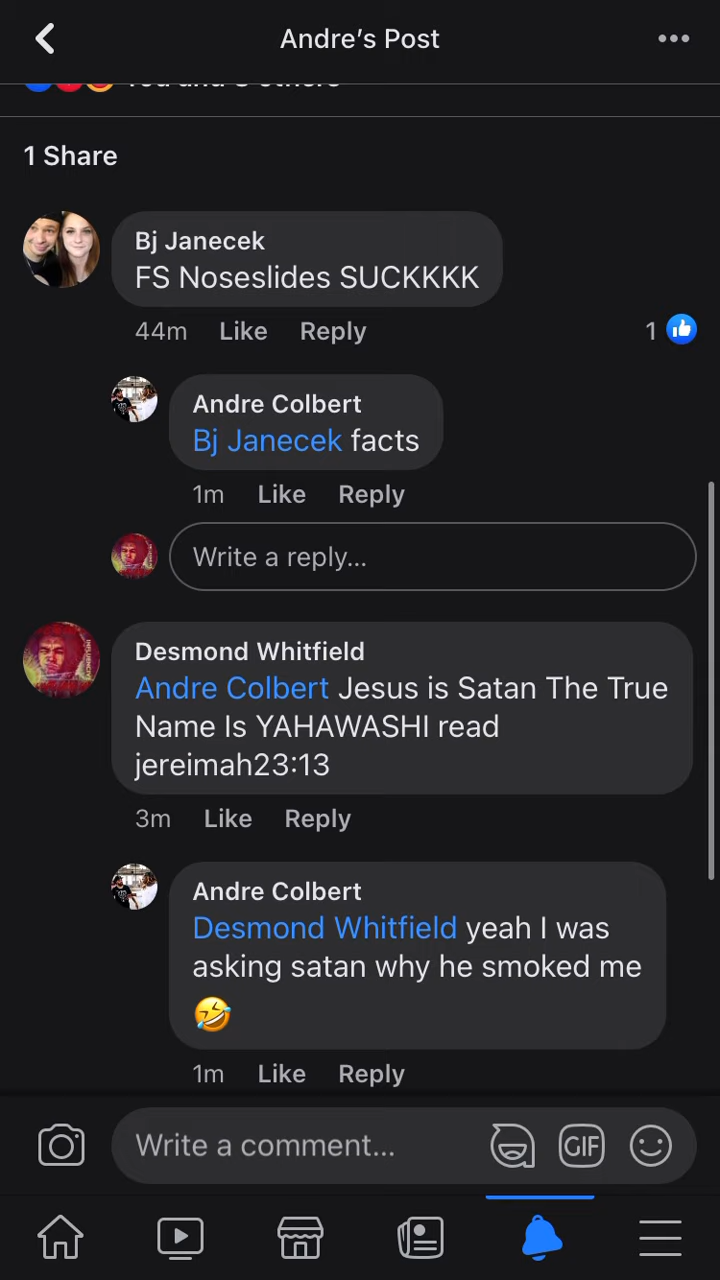 Andre's Post
1 Share
Bj Janecek
FS Noseslides SUCKKKK
44m Like Reply 1
Andre Colbert
Bj Janecek facts
1m Like Reply
Write a reply...
Desmond Whitfield
Andre Colbert Jesus is Satan The True
Name Is YAHAWASHI read
jereimah23:13
3m Like Reply
Andre Colbert
Desmond Whitfield yeah I was
asking satan why he smoked me
🤣
1m Like Reply
Write a comment...
GIF